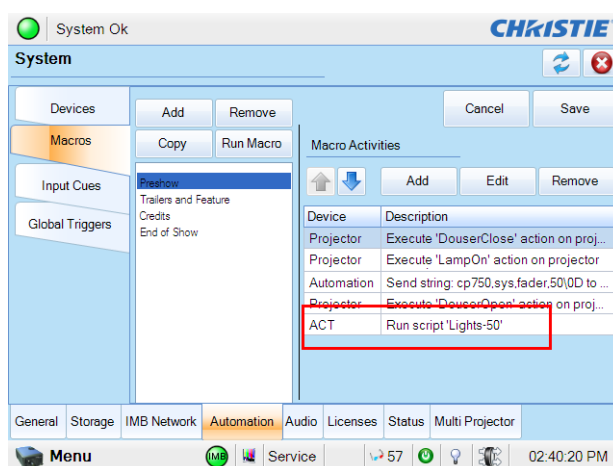 System Ok
CHRISTIE
System
Devices
Macros
Input Cues
Global Triggers
Add
Remove
Copy
Run Macro
Preshow
Trailers and Feature
Credits
End of Show
Cancel
Save
Macro Activities
Add
Edit
Remove
Device Description
Projector Execute 'DouserClose' action on proj...
Projector Execute 'LampOn' action on projector
Automation Send string: cp750,sys,fader,50\0D to ...
Projector Execute 'DouserOpen' action on proj...
ACT Run script 'Lights-50'
General Storage IMB Network Automation Audio Licenses Status Multi Projector
Menu IMB Service 57 02:40:20 PM